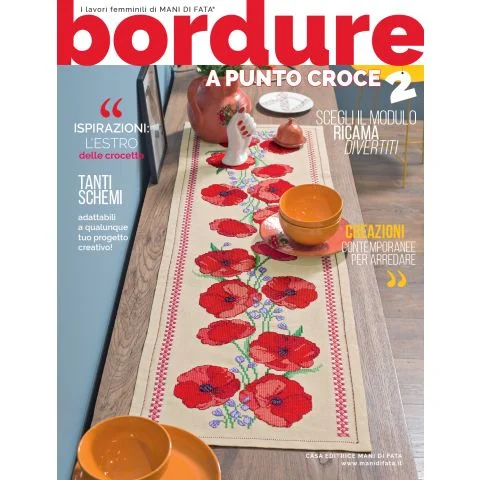 I lavori femminili di MANI DI FATA®
bordure
A PUNTO CROCE
2
“
ISPIRAZIONI:
L'ESTRO
delle crocette
TANTI
SCHEMI
adattabili
a qualunque
tuo progetto
creativo!
SCEGLI IL MODULO
RICAMA
DIVERTITI
CREAZIONI
CONTEMPORANEE
PER ARREDARE
”
CASA EDITRICE MANI DI FATA
www.manidifata.it